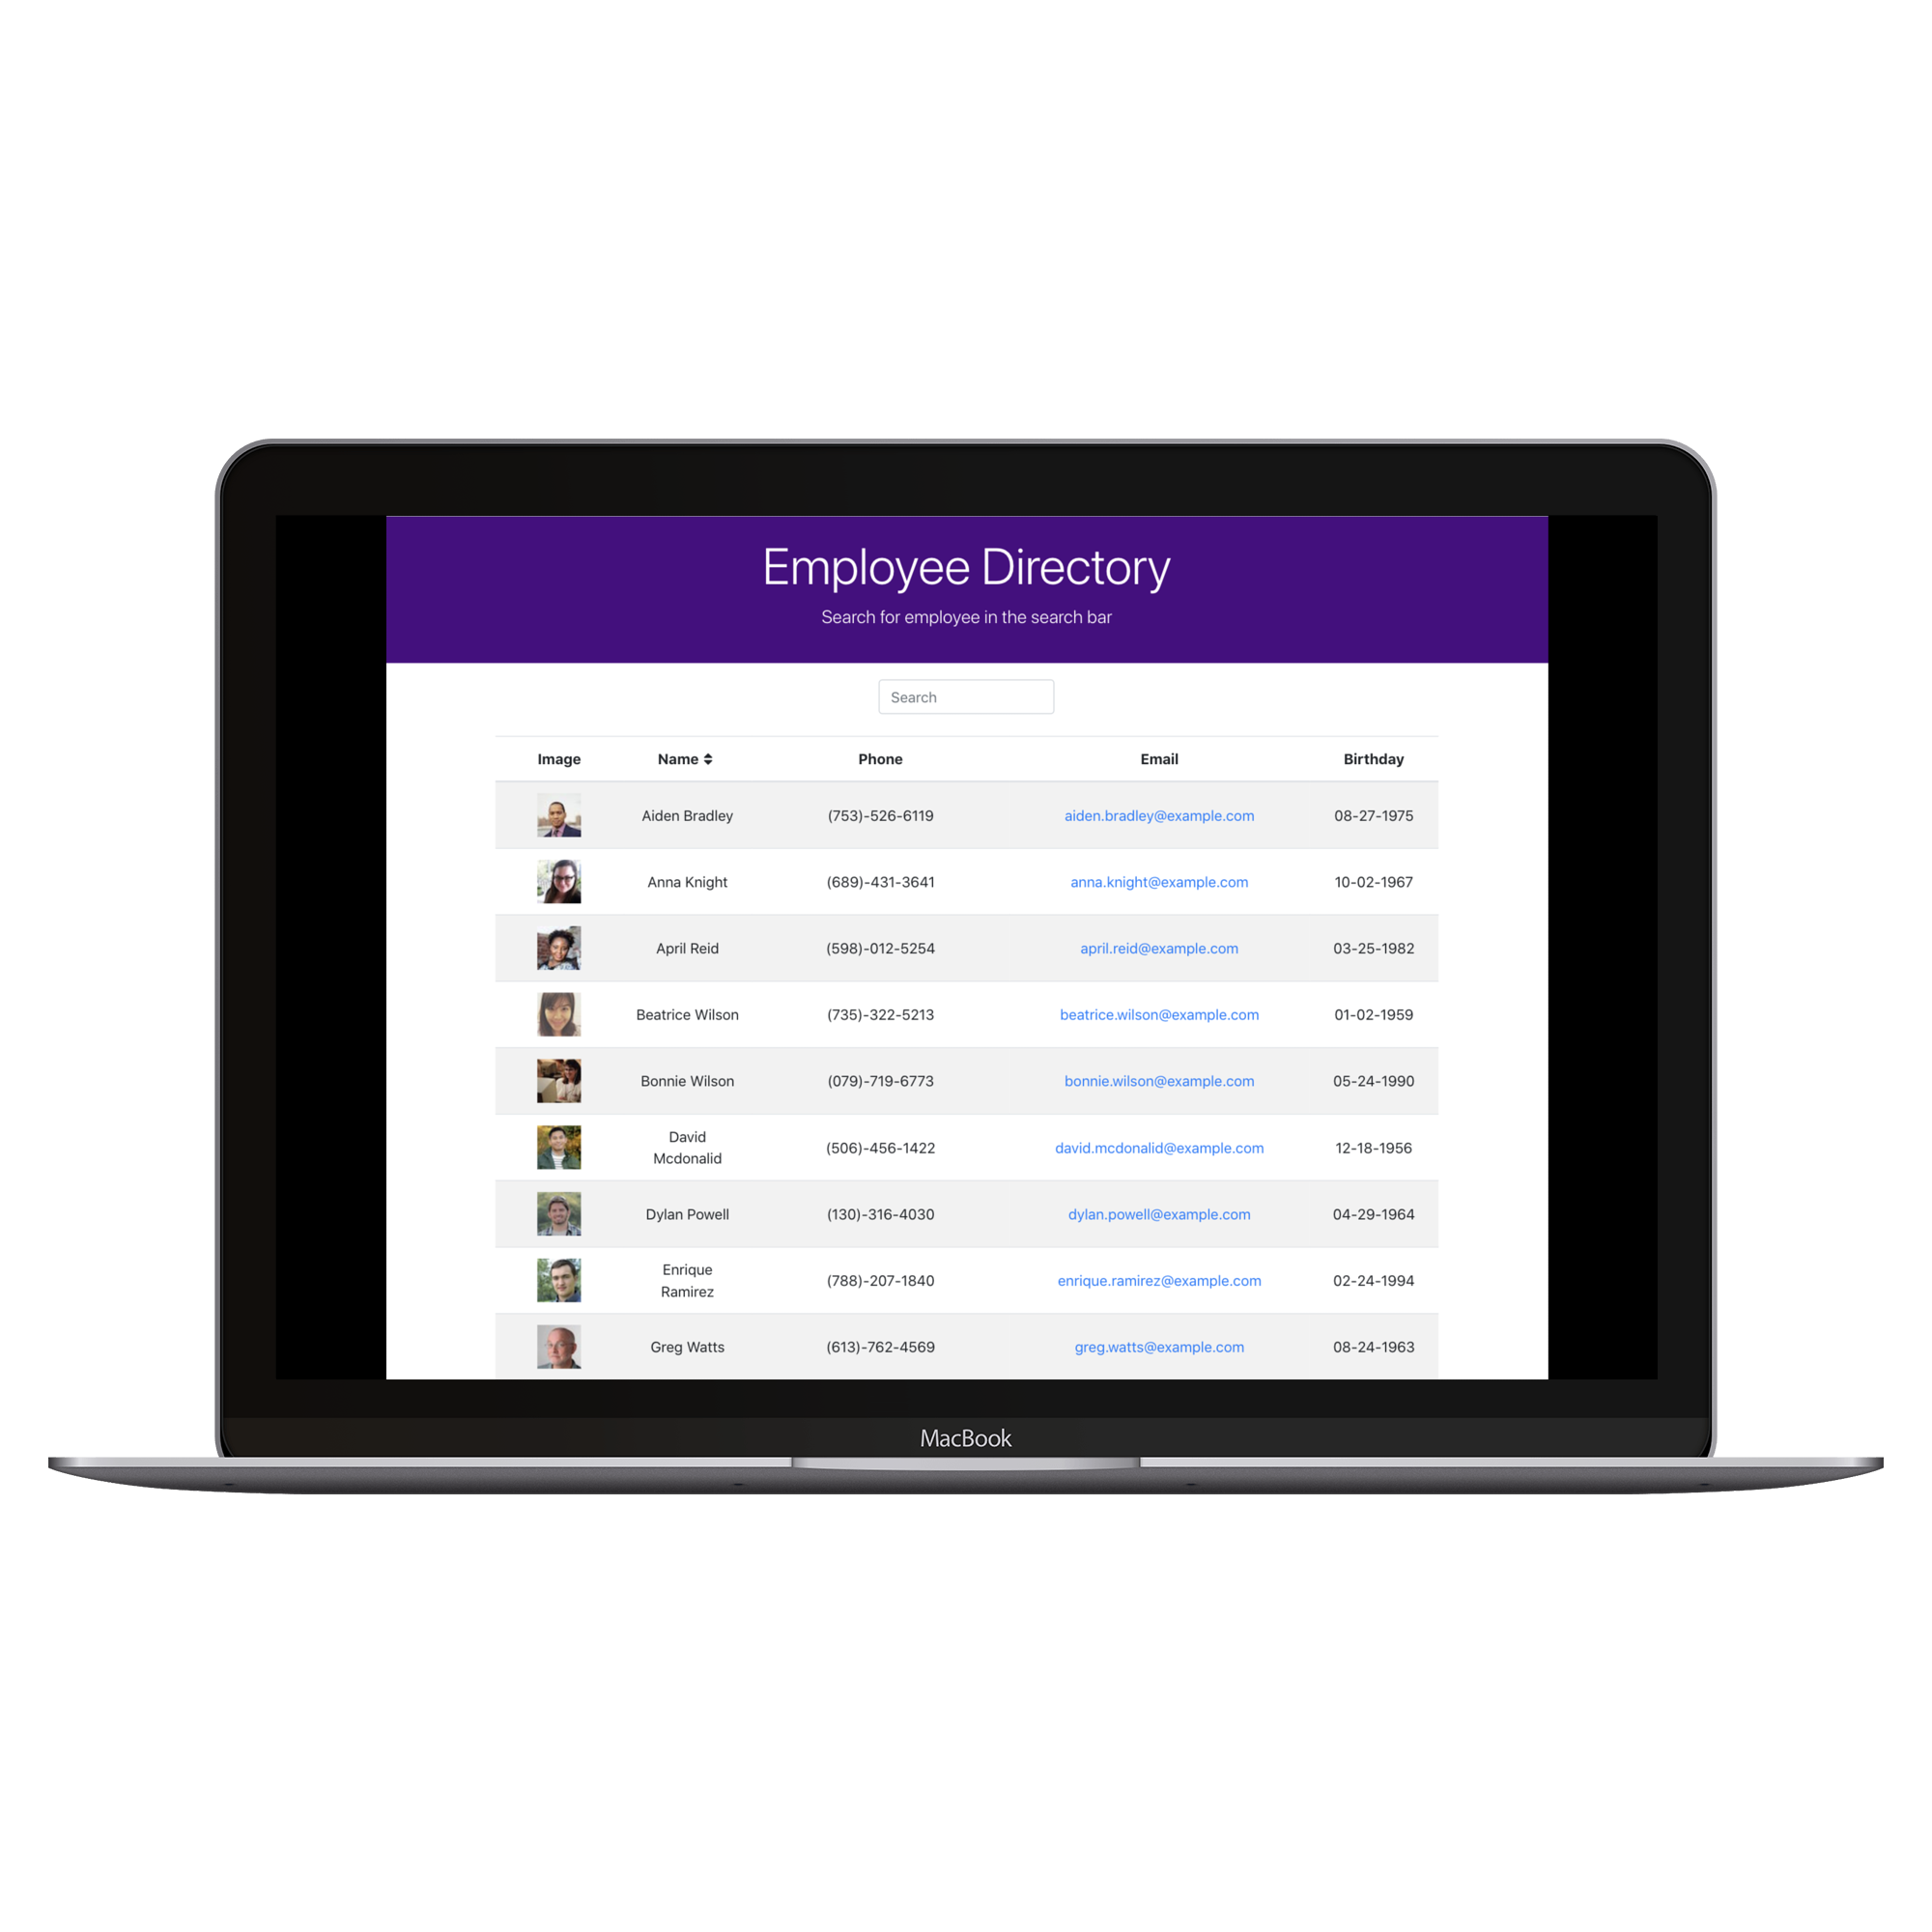 Employee Directory
Search for employee in the search bar
Search
Image Name Phone Email Birthday
Aiden Bradley (753)-526-6119 aiden.bradley@example.com 08-27-1975
Anna Knight (689)-431-3641 anna.knight@example.com 10-02-1967
April Reid (598)-012-5254 april.reid@example.com 03-25-1982
Beatrice Wilson (735)-322-5213 beatrice.wilson@example.com 01-02-1959
Bonnie Wilson (079)-719-6773 bonnie.wilson@example.com 05-24-1990
David
Mcdonalid (506)-456-1422 david.mcdonalid@example.com 12-18-1956
Dylan Powell (130)-316-4030 dylan.powell@example.com 04-29-1964
Enrique
Ramirez (788)-207-1840 enrique.ramirez@example.com 02-24-1994
Greg Watts (613)-762-4569 greg.watts@example.com 08-24-1963
MacBook